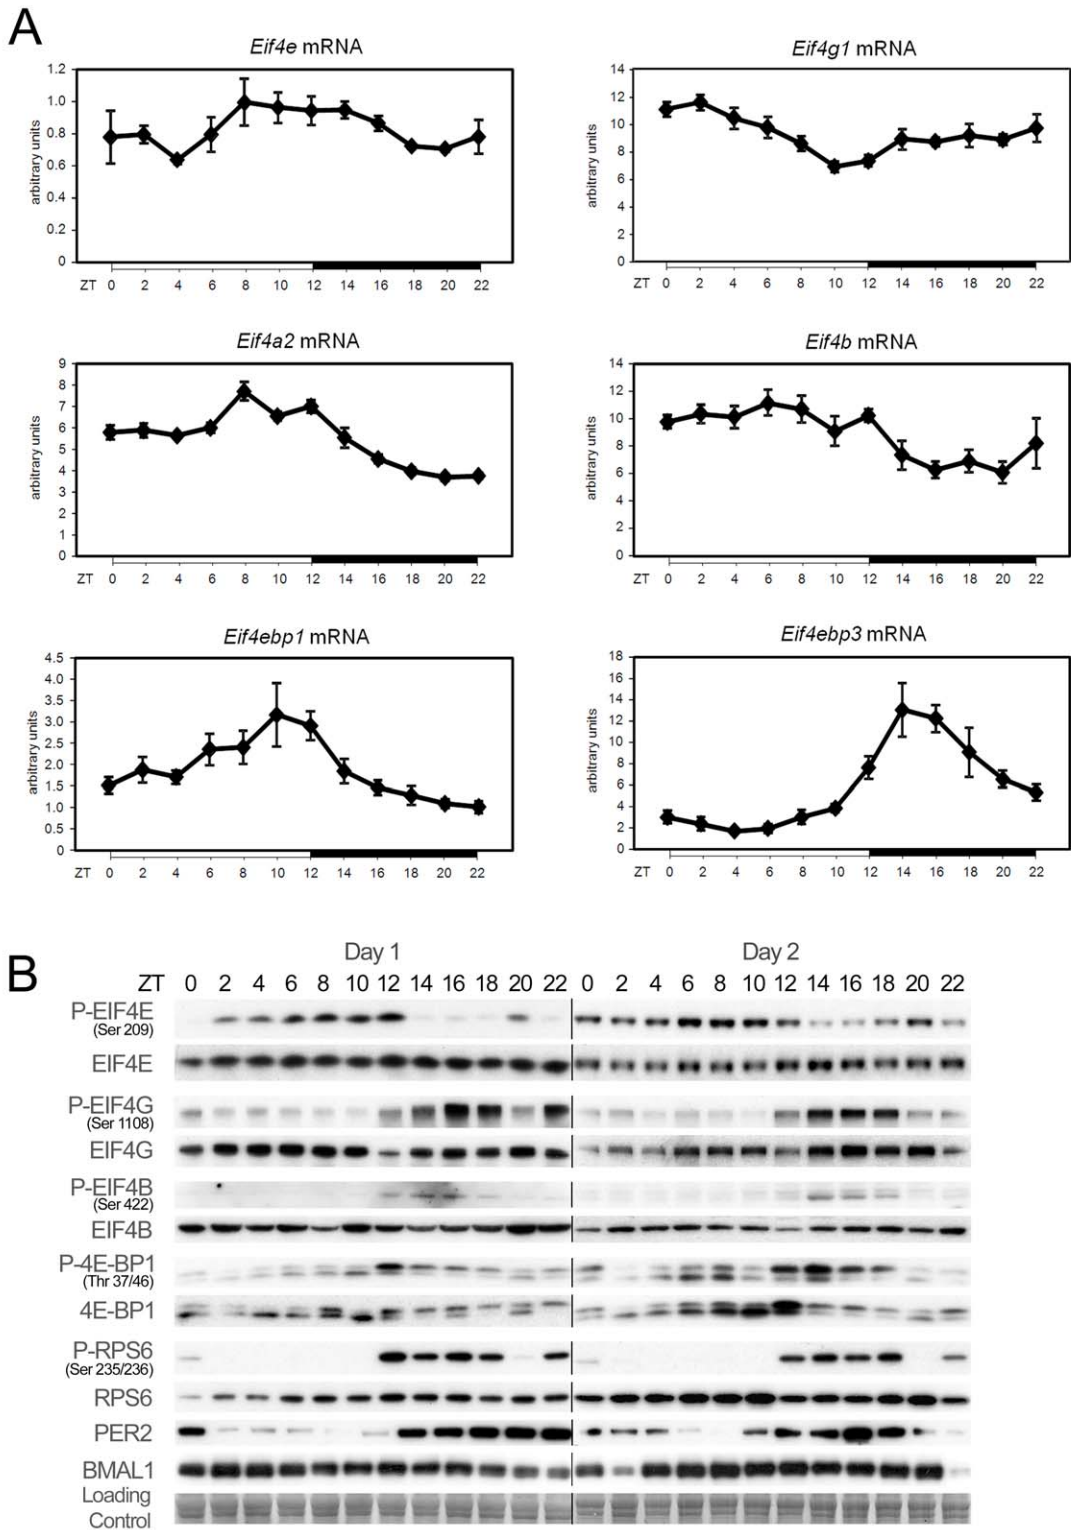 A
Eif4e mRNA
arbitrary units
1.2
1.0
0.8
0.6
0.4
0.2
0
ZT 0 2 4 6 8 10 12 14 16 18 20 22
Eif4g1 mRNA
arbitrary units
14
12
10
8
6
4
2
0
ZT 0 2 4 6 8 10 12 14 16 18 20 22
Eif4a2 mRNA
arbitrary units
9
8
7
6
5
4
3
2
1
0
ZT 0 2 4 6 8 10 12 14 16 18 20 22
Eif4b mRNA
arbitrary units
14
12
10
8
6
4
2
0
ZT 0 2 4 6 8 10 12 14 16 18 20 22
Eif4ebp1 mRNA
arbitrary units
4.5
4.0
3.5
3.0
2.5
2.0
1.5
1.0
0.5
0
ZT 0 2 4 6 8 10 12 14 16 18 20 22
Eif4ebp3 mRNA
arbitrary units
18
16
14
12
10
8
6
4
2
0
ZT 0 2 4 6 8 10 12 14 16 18 20 22
B
Day 1 Day 2
ZT 0 2 4 6 8 10 12 14 16 18 20 22 0 2 4 6 8 10 12 14 16 18 20 22
P-EIF4E
(Ser 209)
EIF4E
P-EIF4G
(Ser 1108)
EIF4G
P-EIF4B
(Ser 422)
EIF4B
P-4E-BP1
(Thr 37/46)
4E-BP1
P-RPS6
(Ser 235/236)
RPS6
PER2
BMAL1
Loading
Control